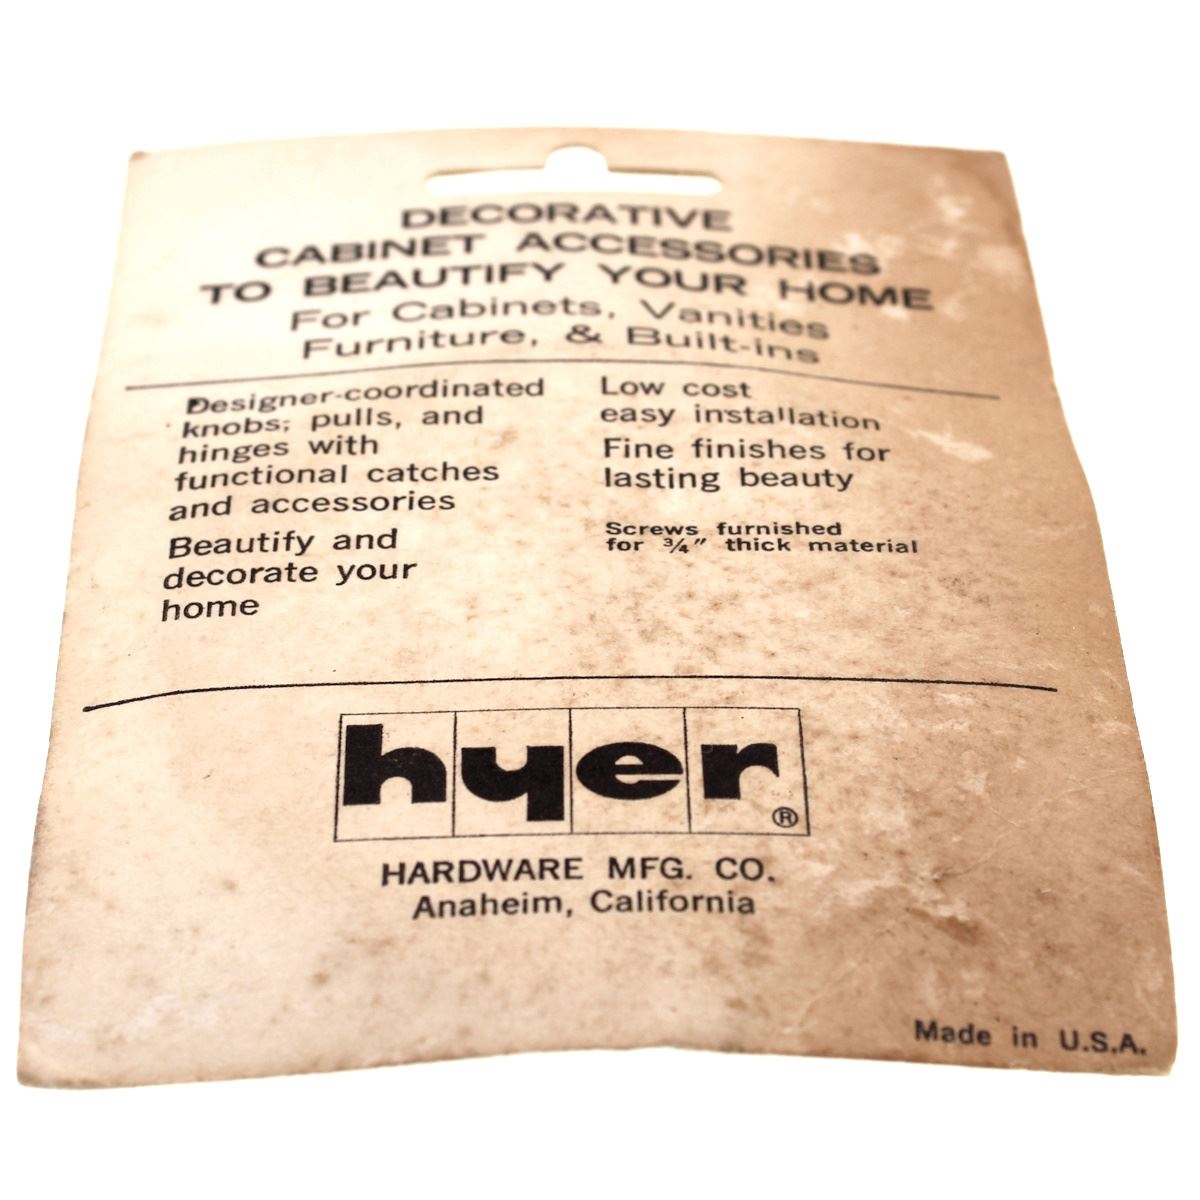 DECORATIVE
CABINET ACCESSORIES
TO BEAUTIFY YOUR HOME
For Cabinets, Vanities
Furniture, & Built-ins
Designer-coordinated
knobs, pulls, and
hinges with
functional catches
and accessories
Beautify and
decorate your
home
Low cost
easy installation
Fine finishes for
lasting beauty
Screws furnished
for ¾" thick material
hyer®
HARDWARE MFG. CO.
Anaheim, California
Made in U.S.A.